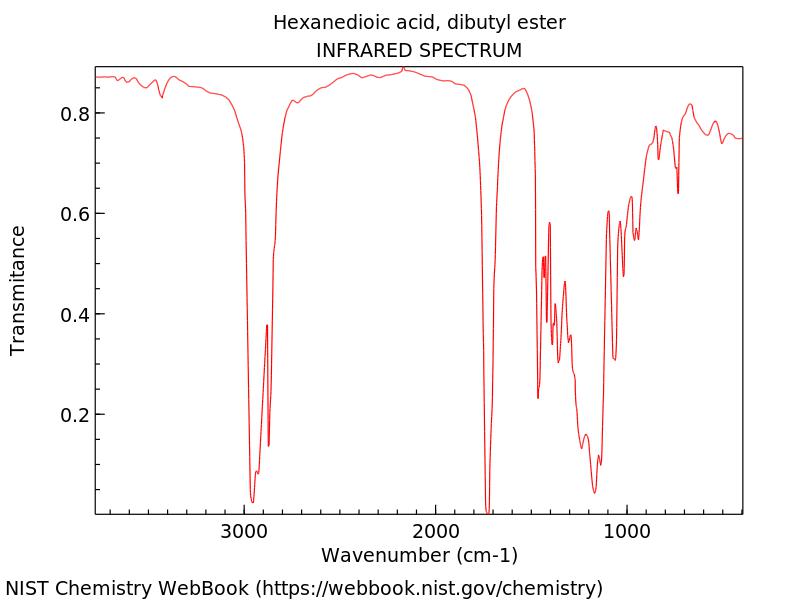 Hexanedioic acid, dibutyl ester
INFRARED SPECTRUM
0.8
0.6
0.4
0.2
Transmitance
3000 2000 1000
Wavenumber (cm-1)
NIST Chemistry WebBook (https://webbook.nist.gov/chemistry)